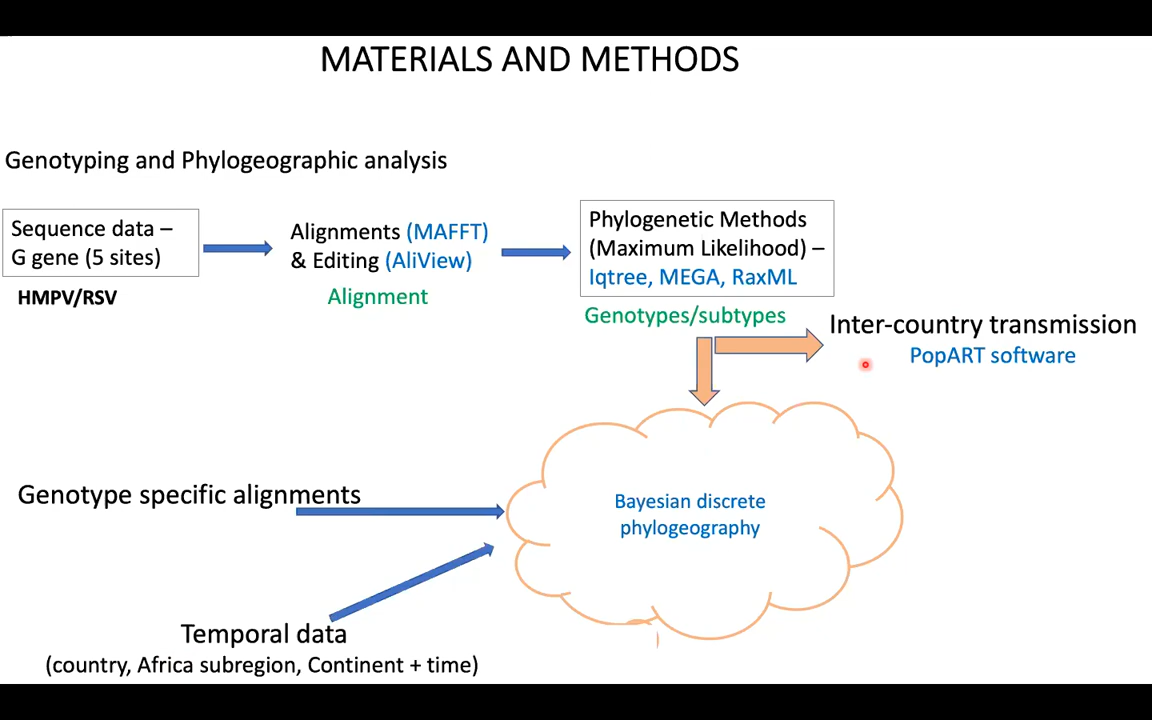 MATERIALS AND METHODS
Genotyping and Phylogeographic analysis
Sequence data –
G gene (5 sites)
HMPV/RSV
Alignments (MAFFT)
& Editing (AliView)
Alignment
Phylogenetic Methods
(Maximum Likelihood) –
Iqtree, MEGA, RaxML
Genotypes/subtypes
Inter-country transmission
PopART software
Genotype specific alignments
Bayesian discrete
phylogeography
Temporal data
(country, Africa subregion, Continent + time)